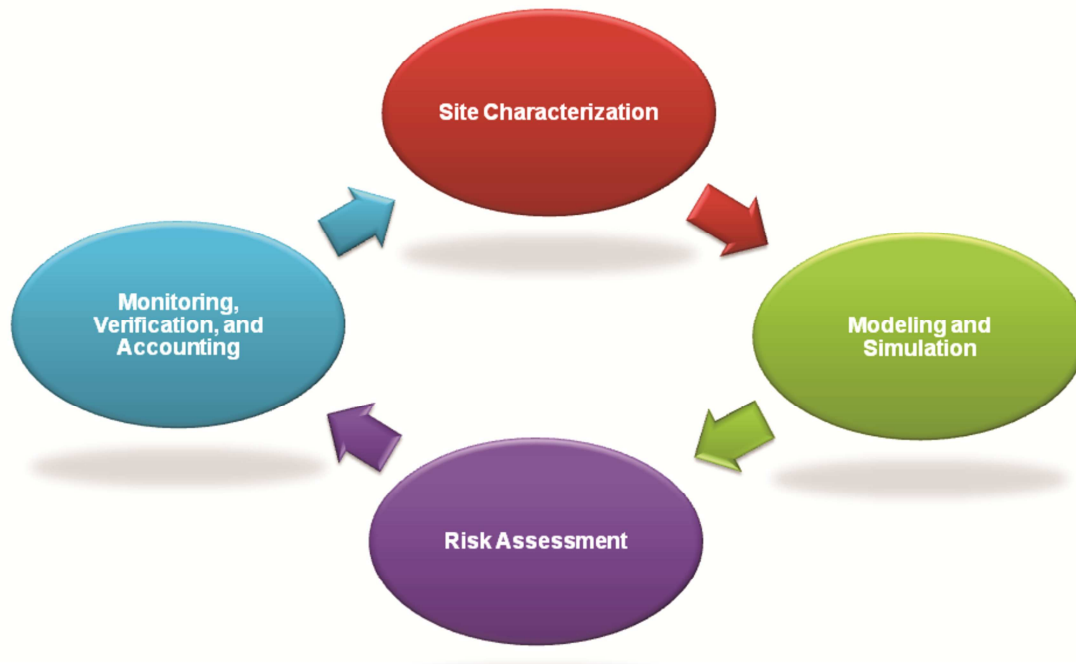 Site Characterization
Monitoring,
Verification, and
Accounting
Modeling and
Simulation
Risk Assessment